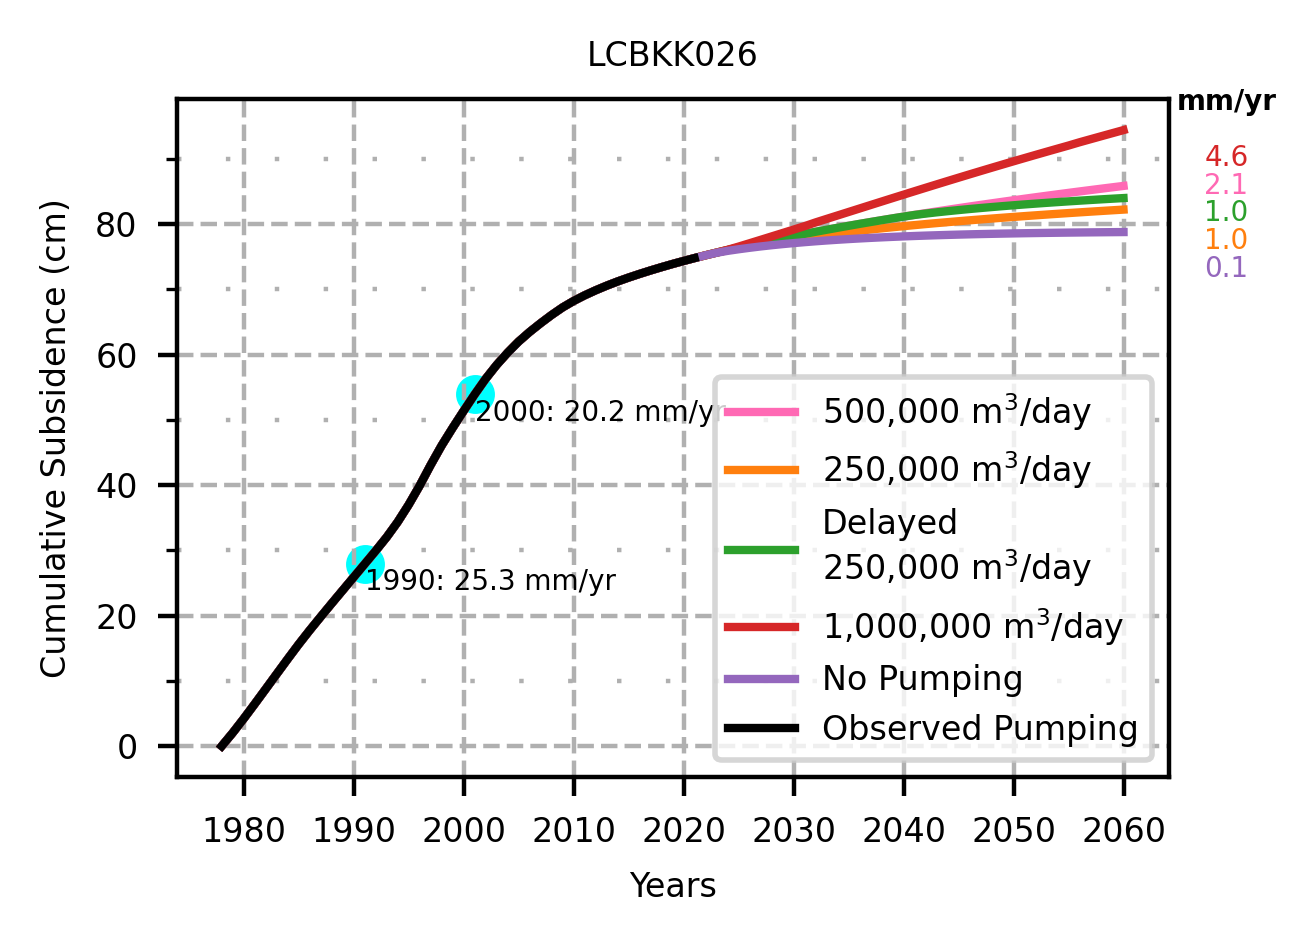 LCBKK026
mm/yr
4.6
2.1
1.0
1.0
0.1
Cumulative Subsidence (cm)
80
60
40
20
0
2000: 20.2 mm/yr
1990: 25.3 mm/yr
500,000 m³/day
250,000 m³/day
Delayed
250,000 m³/day
1,000,000 m³/day
No Pumping
Observed Pumping
1980 1990 2000 2010 2020 2030 2040 2050 2060
Years